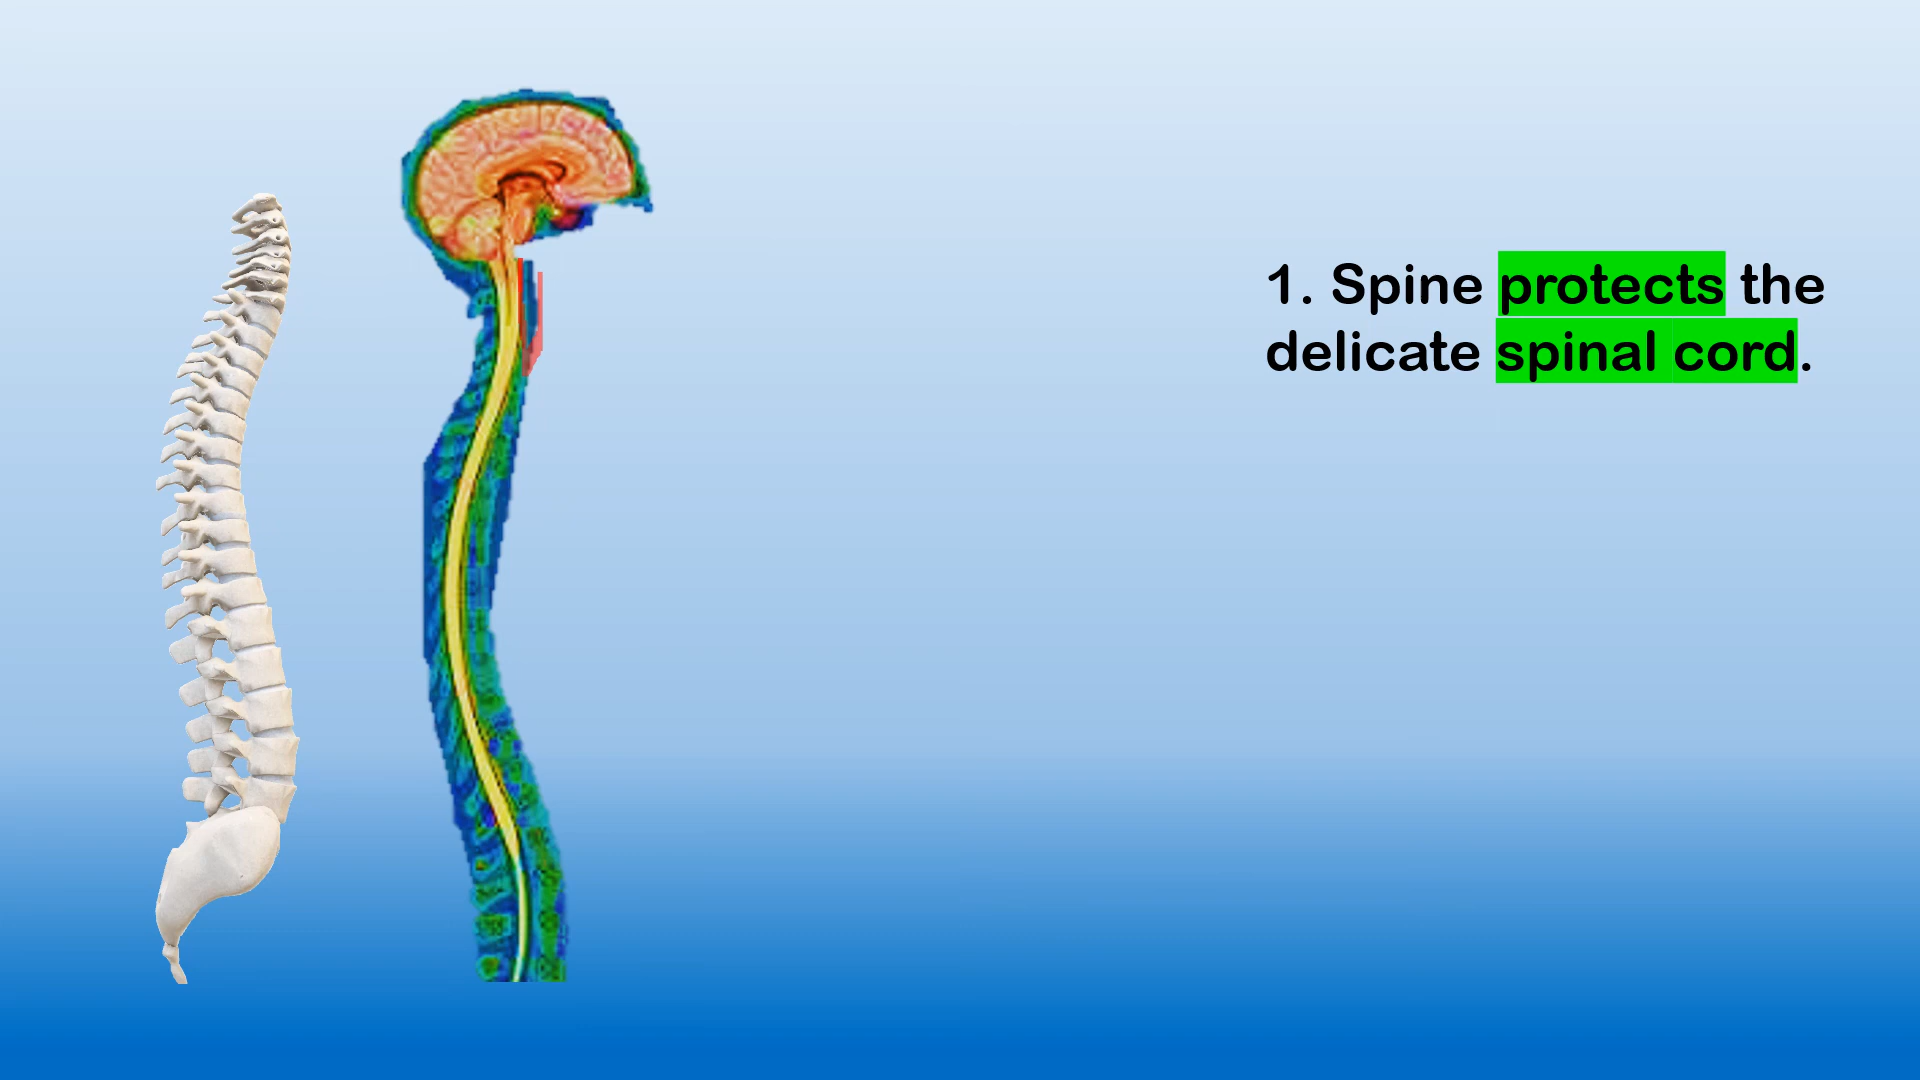 1. Spine protects the
delicate spinal cord.